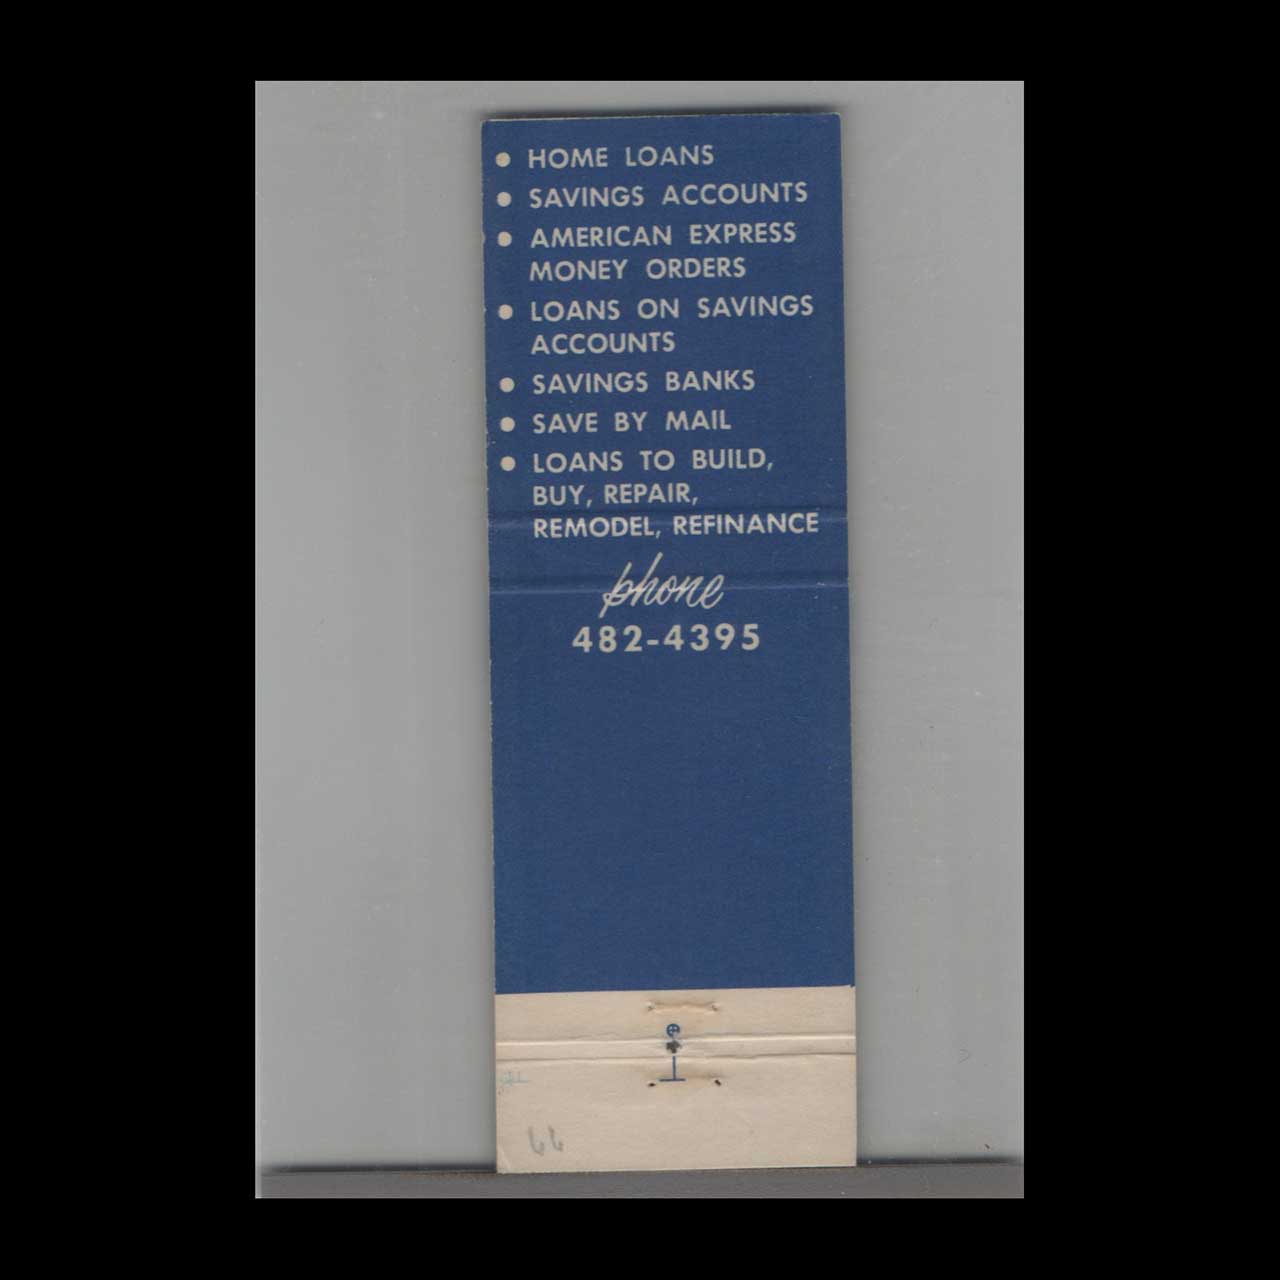 ● HOME LOANS
● SAVINGS ACCOUNTS
● AMERICAN EXPRESS
MONEY ORDERS
● LOANS ON SAVINGS
ACCOUNTS
● SAVINGS BANKS
● SAVE BY MAIL
● LOANS TO BUILD,
BUY, REPAIR,
REMODEL, REFINANCE
phone
482-4395
66